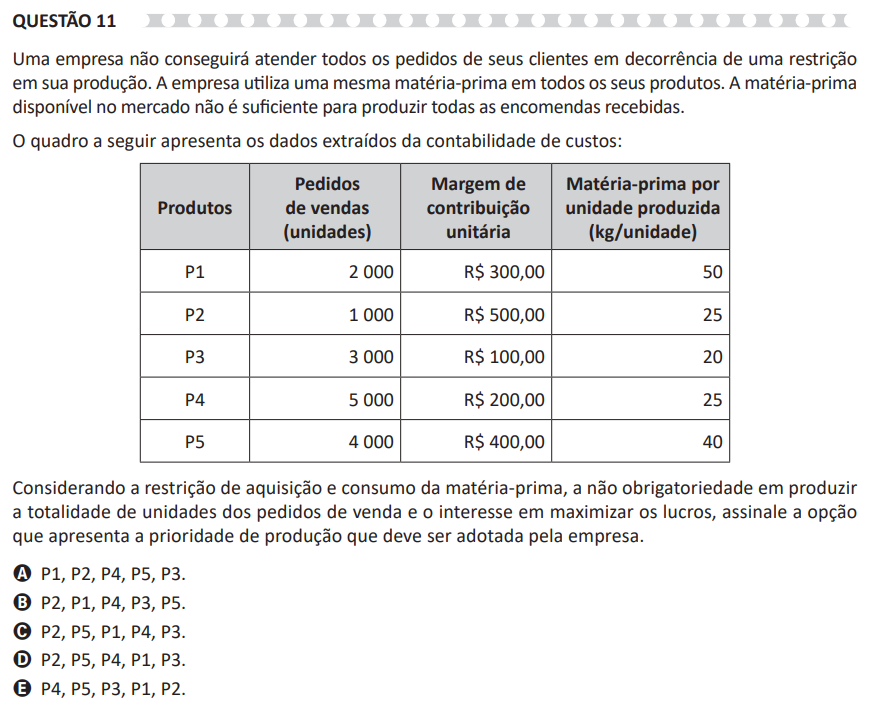 QUESTÃO 11
Uma empresa não conseguirá atender todos os pedidos de seus clientes em decorrência de uma restrição
em sua produção. A empresa utiliza uma mesma matéria-prima em todos os seus produtos. A matéria-prima
disponível no mercado não é suficiente para produzir todas as encomendas recebidas.
O quadro a seguir apresenta os dados extraídos da contabilidade de custos:
Produtos
Pedidos
de vendas
(unidades)
Margem de
contribuição
unitária
Matéria-prima por
unidade produzida
(kg/unidade)
P1 2 000 R$ 300,00 50
P2 1 000 R$ 500,00 25
P3 3 000 R$ 100,00 20
P4 5 000 R$ 200,00 25
P5 4 000 R$ 400,00 40
Considerando a restrição de aquisição e consumo da matéria-prima, a não obrigatoriedade em produzir
a totalidade de unidades dos pedidos de venda e o interesse em maximizar os lucros, assinale a opção
que apresenta a prioridade de produção que deve ser adotada pela empresa.
A P1, P2, P4, P5, P3.
B P2, P1, P4, P3, P5.
C P2, P5, P1, P4, P3.
D P2, P5, P4, P1, P3.
E P4, P5, P3, P1, P2.